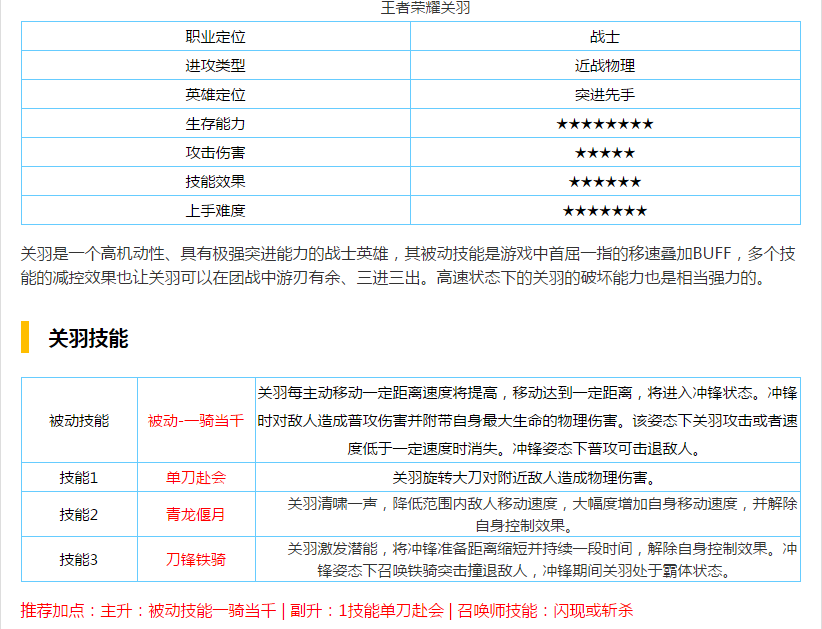 王者荣耀关羽
职业定位 战士
进攻类型 近战物理
英雄定位 突进先手
生存能力 ★★★★★★★★
攻击伤害 ★★★★★
技能效果 ★★★★★★
上手难度 ★★★★★★★
关羽是一个高机动性、具有极强突进能力的战士英雄，其被动技能是游戏中首屈一指的移速叠加BUFF，多个技
能的减控效果也让关羽可以在团战中游刃有余、三进三出。高速状态下的关羽的破坏能力也是相当强力的。
关羽技能
被动技能 被动-一骑当千 关羽每主动移动一定距离速度将提高，移动达到一定距离，将进入冲锋状态。冲锋
时对敌人造成普攻伤害并附带自身最大生命的物理伤害。该姿态下关羽攻击或者速
度低于一定速度时消失。冲锋姿态下普攻可击退敌人。
技能1 单刀赴会 关羽旋转大刀对附近敌人造成物理伤害。
技能2 青龙偃月 关羽清啸一声，降低范围内敌人移动速度，大幅度增加自身移动速度，并解除
自身控制效果。
技能3 刀锋铁骑 关羽激发潜能，将冲锋准备距离缩短并持续一段时间，解除自身控制效果。冲
锋姿态下召唤铁骑突击撞退敌人，冲锋期间关羽处于霸体状态。
推荐加点：主升：被动技能一骑当千 | 副升：1技能单刀赴会 | 召唤师技能：闪现或斩杀